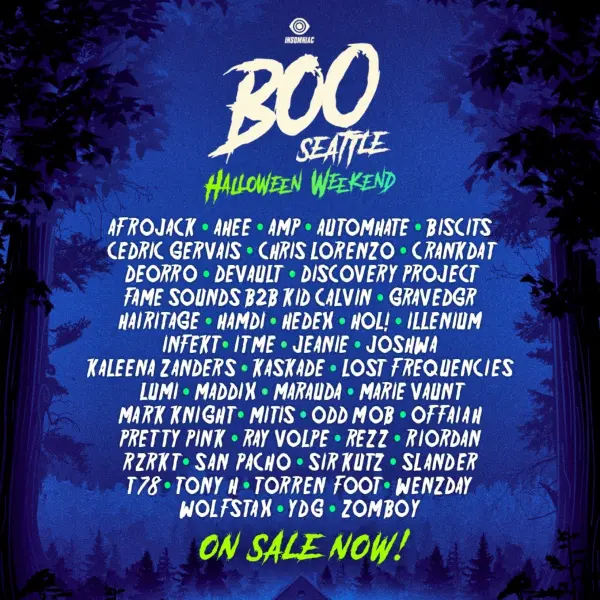 INSOMNIAC
BOO
SEATTLE
HALLOWEEN WEEKEND
AFROJACK • AHEE • AMP • AUTOMHATE • BISCITS
CEDRIC GERVAIS • CHRIS LORENZO • CRANKDAT
DEORRO • DEVAULT • DISCOVERY PROJECT
FAME SOUNDS B2B KID CALVIN • GRAVEDGR
HAIRITAGE • HAMDI • HEDEX • HOL! • ILLENIUM
INFEKT • ITME • JEANIE • JOSHWA
KALEENA ZANDERS • KASKADE • LOST FREQUENCIES
LUMI • MADDIX • MARAUDA • MARIE VAUNT
MARK KNIGHT • MITIS • ODD MOB • OFFAIAH
PRETTY PINK • RAY VOLPE • REZZ • RIORDAN
RZRKT • SAN PACHO • SIR KUTZ • SLANDER
T78 • TONY H • TORREN FOOT • WENZDAY
WOLFSTAX • YDG • ZOMBOY
ON SALE NOW!